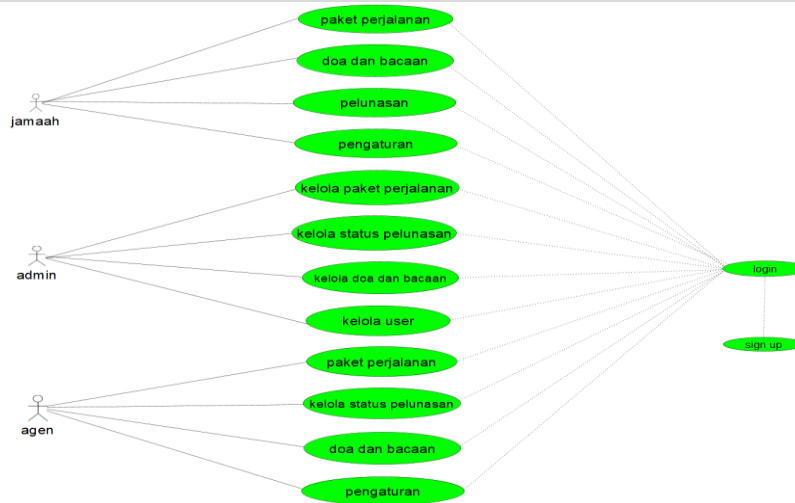 paket perjalanan
doa dan bacaan
pelunasan
jamaah
pengaturan
kelola paket perjalanan
kelola status pelunasan
admin
kelola doa dan bacaan
login
kelola user
sign up
paket perjalanan
kelola status pelunasan
agen
doa dan bacaan
pengaturan